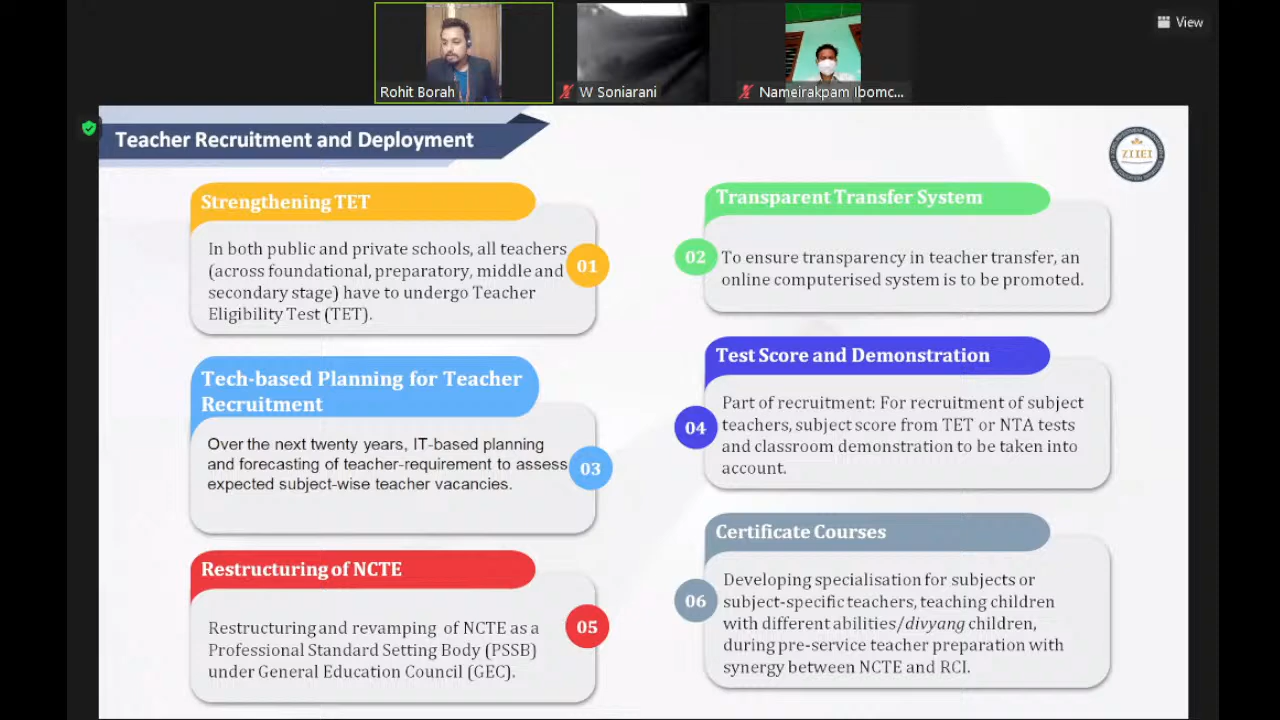 View
Rohit Borah
W Soniarani
Nameirakpam Ibomc...
Teacher Recruitment and Deployment
ZIIEI
Strengthening TET
In both public and private schools, all teachers
(across foundational, preparatory, middle and
secondary stage) have to undergo Teacher
Eligibility Test (TET).
01
Transparent Transfer System
02
To ensure transparency in teacher transfer, an
online computerised system is to be promoted.
Tech-based Planning for Teacher
Recruitment
Over the next twenty years, IT-based planning
and forecasting of teacher-requirement to assess
expected subject-wise teacher vacancies.
03
Test Score and Demonstration
04
Part of recruitment: For recruitment of subject
teachers, subject score from TET or NTA tests
and classroom demonstration to be taken into
account.
Restructuring of NCTE
Restructuring and revamping of NCTE as a
Professional Standard Setting Body (PSSB)
under General Education Council (GEC).
05
Certificate Courses
06
Developing specialisation for subjects or
subject-specific teachers, teaching children
with different abilities/divyang children,
during pre-service teacher preparation with
synergy between NCTE and RCI.